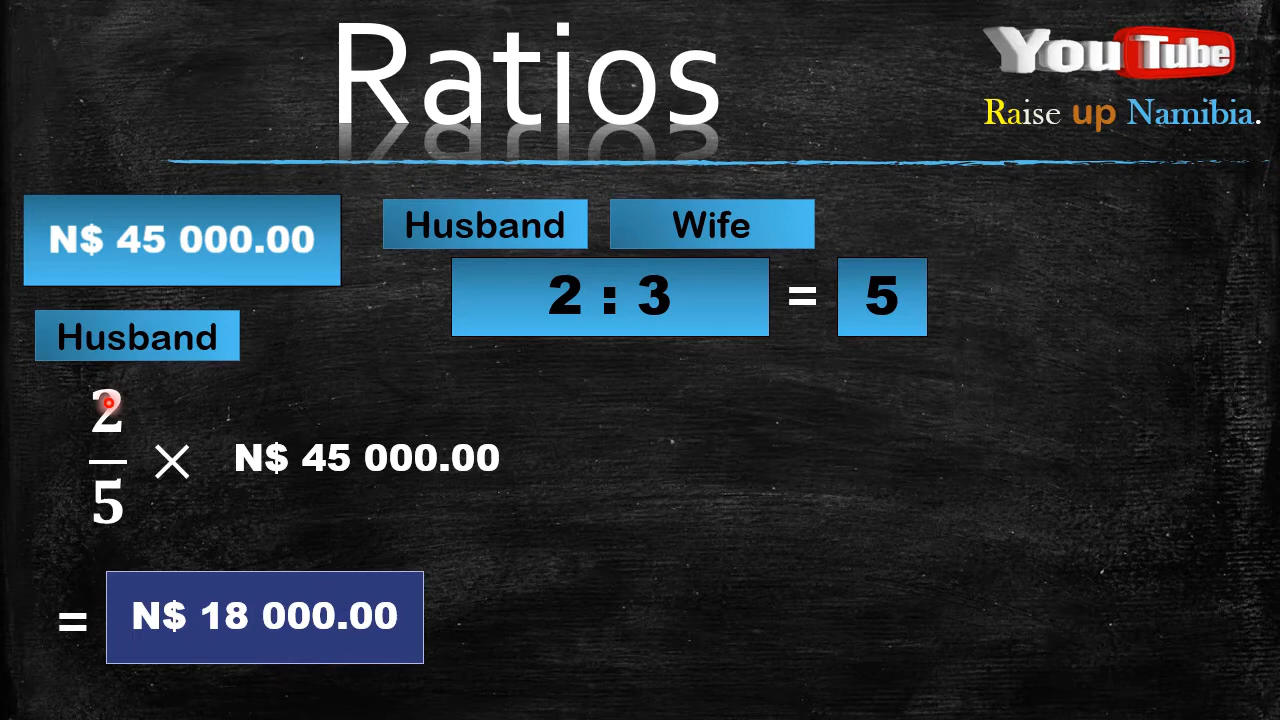 Ratios
YouTube
Raise up Namibia.
N$ 45 000.00
Husband Wife
2 : 3 = 5
Husband
2
5
× N$ 45 000.00
= N$ 18 000.00